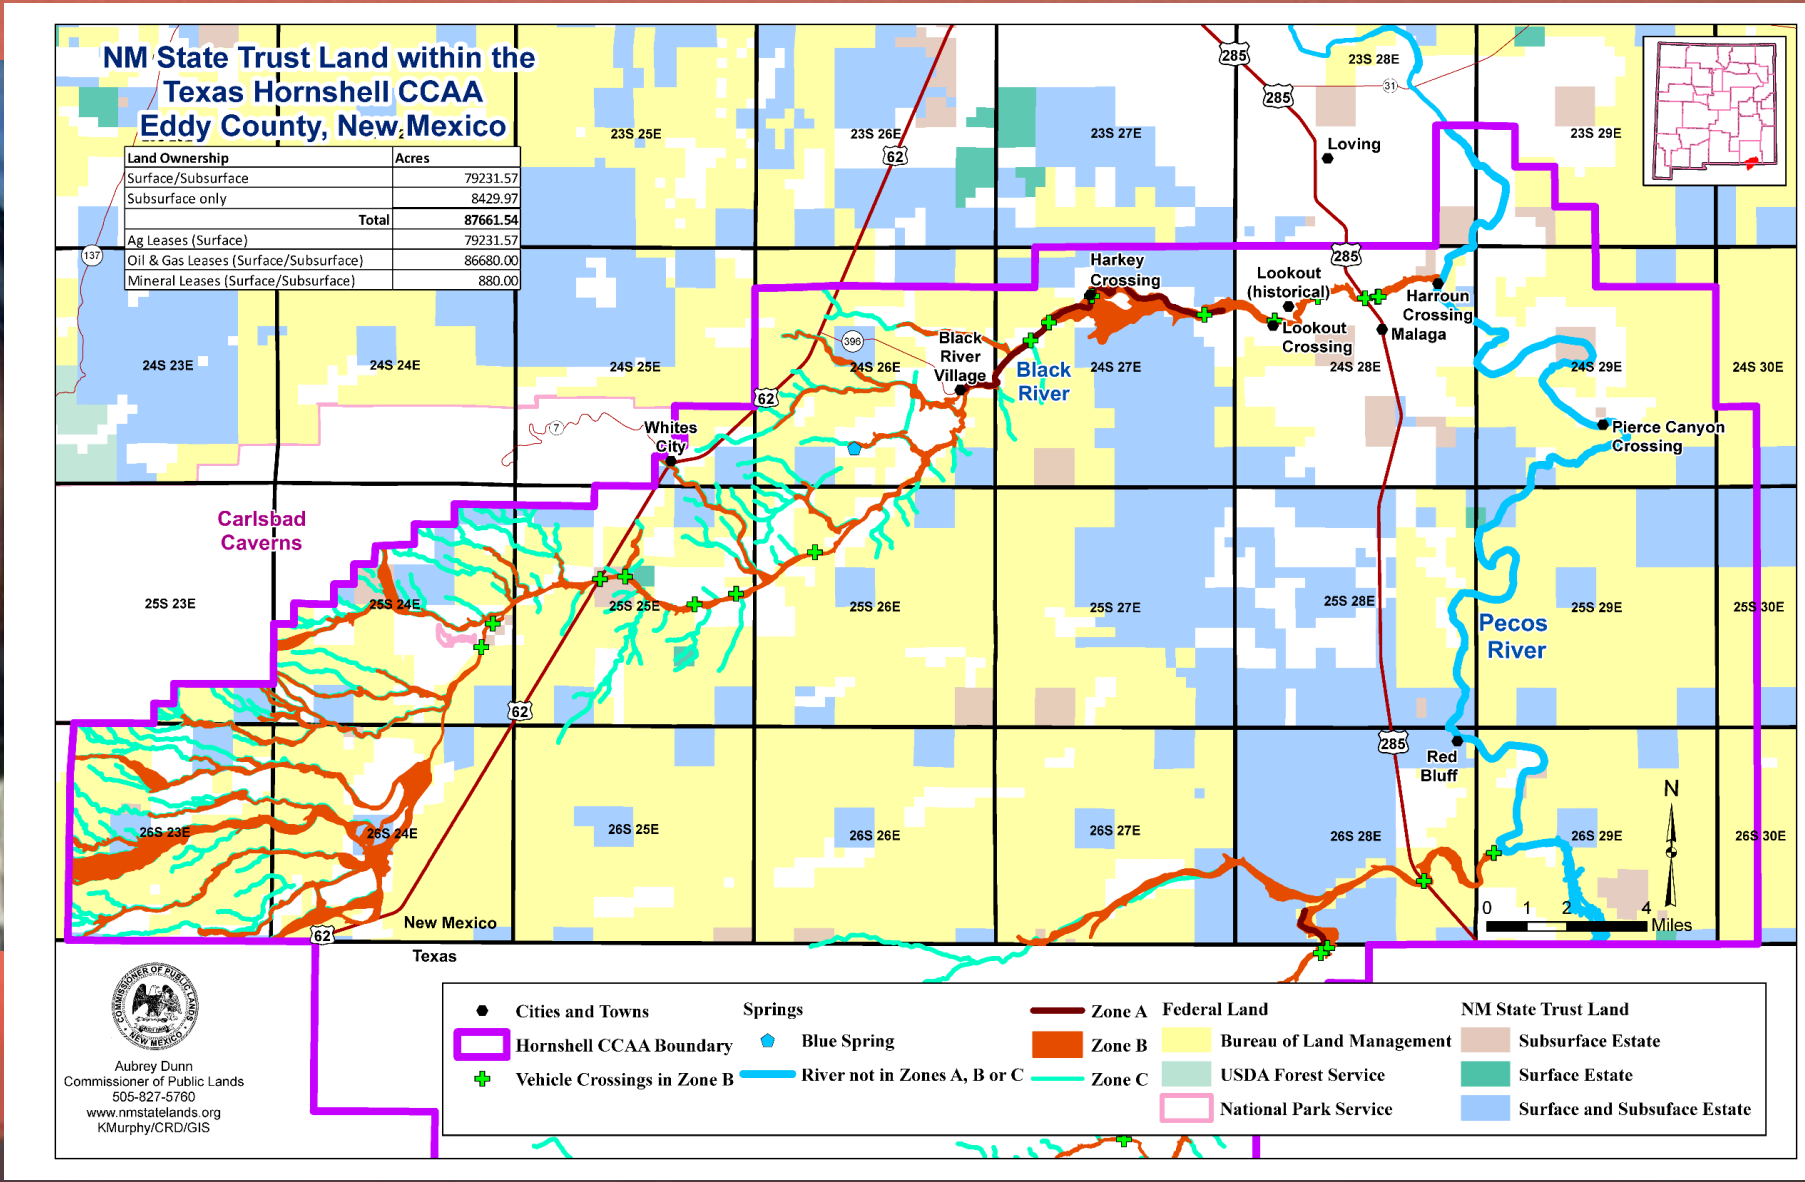 NM State Trust Land within the
Texas Hornshell CCAA
Eddy County, New Mexico
Land Ownership Acres
Surface/Subsurface 79231.57
Subsurface only 8429.97
Total 87661.54
Ag Leases (Surface) 79231.57
Oil & Gas Leases (Surface/Subsurface) 86680.00
Mineral Leases (Surface/Subsurface) 880.00
23S 25E
23S 26E
23S 27E
23S 28E
23S 29E
285
285
31
62
Loving
137
285
Harkey
Crossing
Lookout
(historical)
Harroun
Crossing
Lookout
Crossing
Malaga
396
Black
River
Village
Black
River
24S 23E
24S 24E
24S 25E
24S 26E
24S 27E
24S 28E
24S 29E
24S 30E
62
7
Whites
City
Pierce Canyon
Crossing
Carlsbad
Caverns
25S 23E
25S 24E
25S 25E
25S 26E
25S 27E
25S 28E
25S 29E
25S 30E
Pecos
River
62
285
Red
Bluff
26S 23E
26S 24E
26S 25E
26S 26E
26S 27E
26S 28E
26S 29E
26S 30E
N
0 1 2 4
Miles
New Mexico
62
Texas
COMMISSIONER OF PUBLIC LANDS
NEW MEXICO
Aubrey Dunn
Commissioner of Public Lands
505-827-5760
www.nmstatelands.org
KMurphy/CRD/GIS
Cities and Towns
Hornshell CCAA Boundary
Vehicle Crossings in Zone B
Springs
Blue Spring
River not in Zones A, B or C
Zone A
Zone B
Zone C
Federal Land
Bureau of Land Management
USDA Forest Service
National Park Service
NM State Trust Land
Subsurface Estate
Surface Estate
Surface and Subsuface Estate